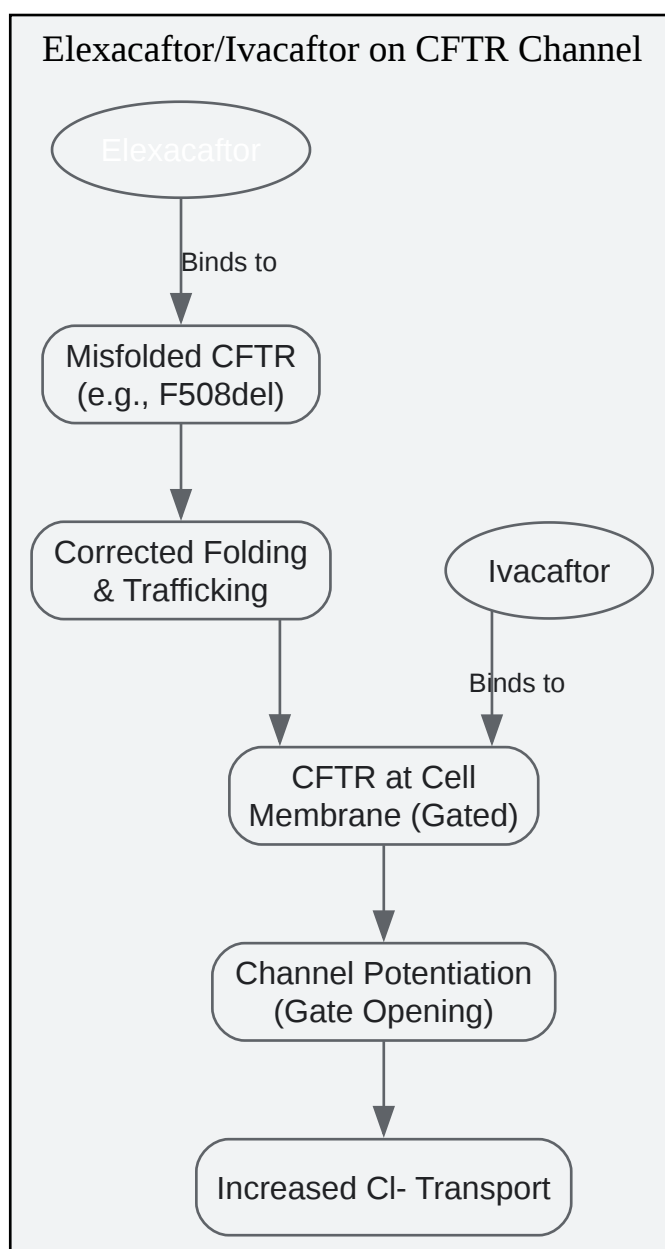 Elexacaftor/Ivacaftor on CFTR Channel
Elexacaftor
Binds to
Misfolded CFTR
(e.g., F508del)
Corrected Folding
& Trafficking
Ivacaftor
Binds to
CFTR at Cell
Membrane (Gated)
Channel Potentiation
(Gate Opening)
Increased Cl- Transport